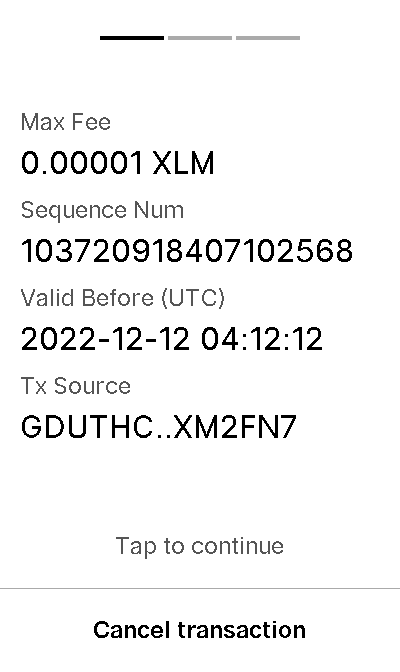 Max Fee
0.00001 XLM
Sequence Num
103720918407102568
Valid Before (UTC)
2022-12-12 04:12:12
Tx Source
GDUTHC..XM2FN7
Tap to continue
Cancel transaction